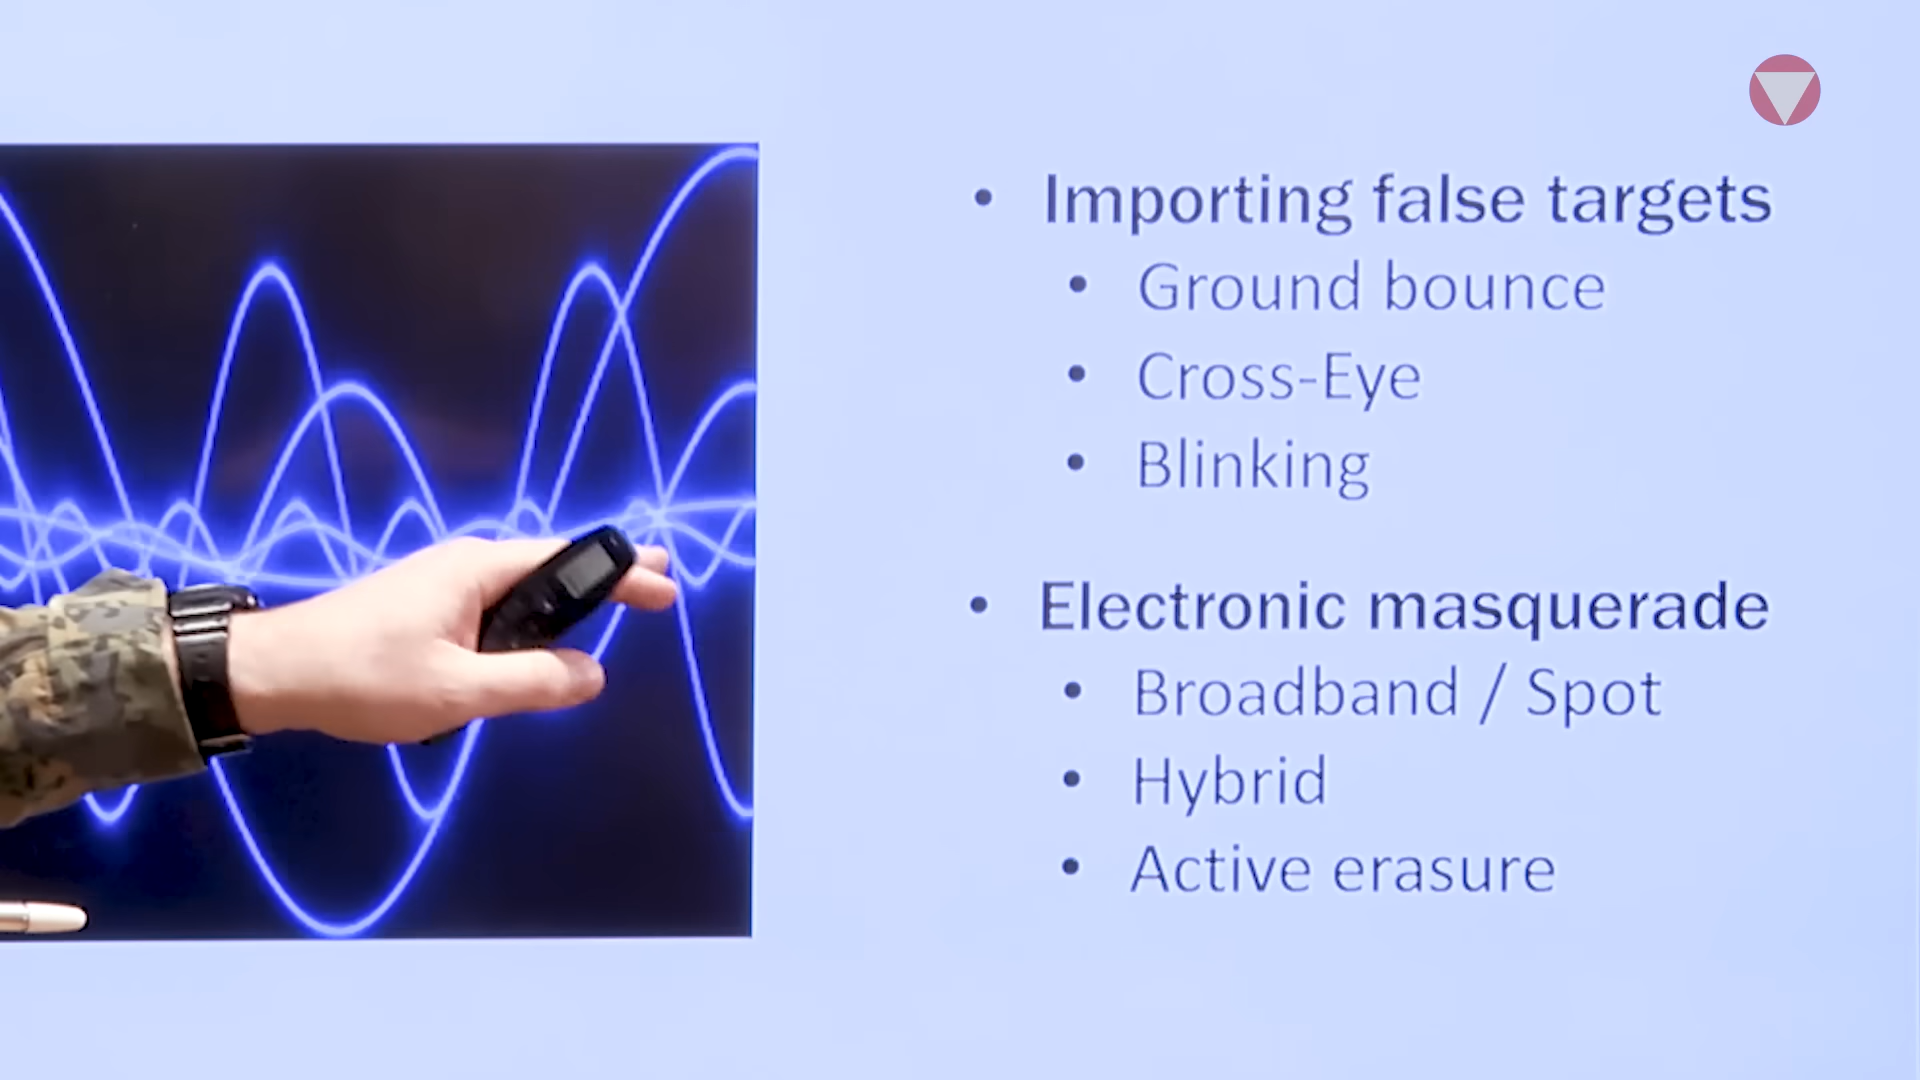 • Importing false targets
• Ground bounce
• Cross-Eye
• Blinking
• Electronic masquerade
• Broadband / Spot
• Hybrid
• Active erasure